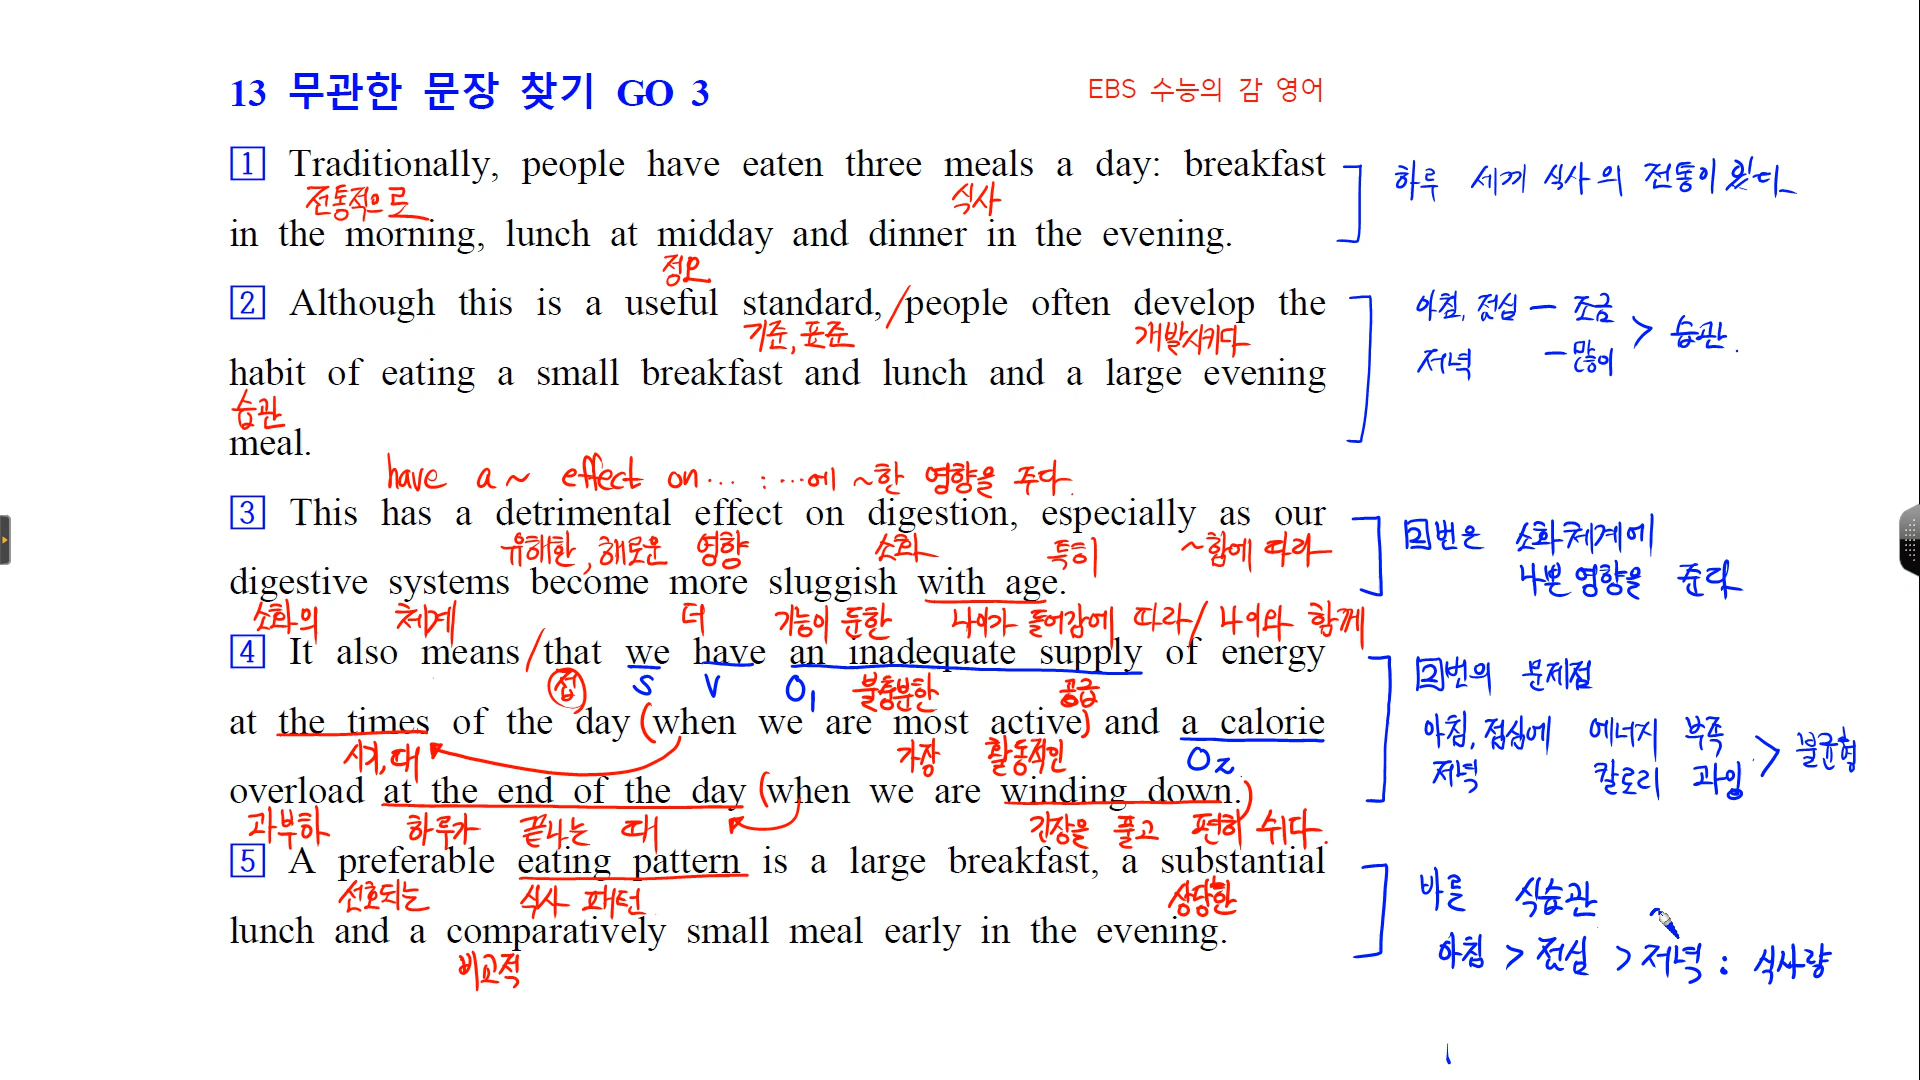 13 무관한 문장 찾기 GO 3
EBS 수능의 감 영어
1 Traditionally, people have eaten three meals a day: breakfast
전통적으로 식사
하루 세끼 식사의 전통이 있다.
in the morning, lunch at midday and dinner in the evening.
정오
2 Although this is a useful standard, / people often develop the
기준, 표준 개발시키다
아침, 점심 - 조금
저녁 - 많이 > 습관.
habit of eating a small breakfast and lunch and a large evening
습관
meal.
have a ~ effect on ... : ...에 ~한 영향을 주다.
3 This has a detrimental effect on digestion, especially as our
유해한, 해로운 영향 소화 특히 ~함에 따라
2번은 소화체계에
나쁜 영향을 준다
digestive systems become more sluggish with age.
소화의 체계 더 기능이 둔한 나이가 들어감에 따라/ 나이와 함께
4 It also means / that we have an inadequate supply of energy
접 S V O1 불충분한 공급
2번의 문제점
at the times of the day (when we are most active) and a calorie
시기, 때 가장 활동적인 O2
아침, 점심에 에너지 부족
저녁 칼로리 과잉 > 불균형
overload at the end of the day (when we are winding down.)
과부하 하루가 끝나는 때 긴장을 풀고 편히 쉬다.
5 A preferable eating pattern is a large breakfast, a substantial
선호되는 식사 패턴 상당한
바른 식습관
lunch and a comparatively small meal early in the evening.
비교적
아침 > 점심 > 저녁 : 식사량